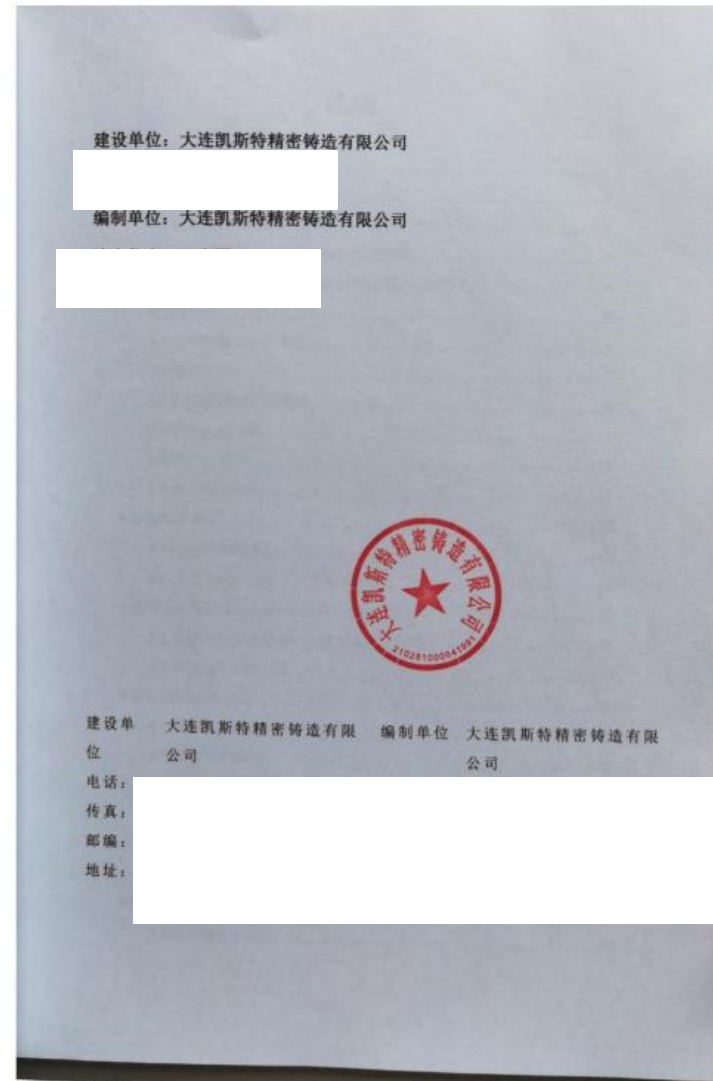 建设单位：大连凯斯特精密铸造有限公司
编制单位：大连凯斯特精密铸造有限公司
大连凯斯特精密铸造有限公司
建设单 大连凯斯特精密铸造有限 编制单位 大连凯斯特精密铸造有限
位 公司 公司
电话：
传真：
邮编：
地址：